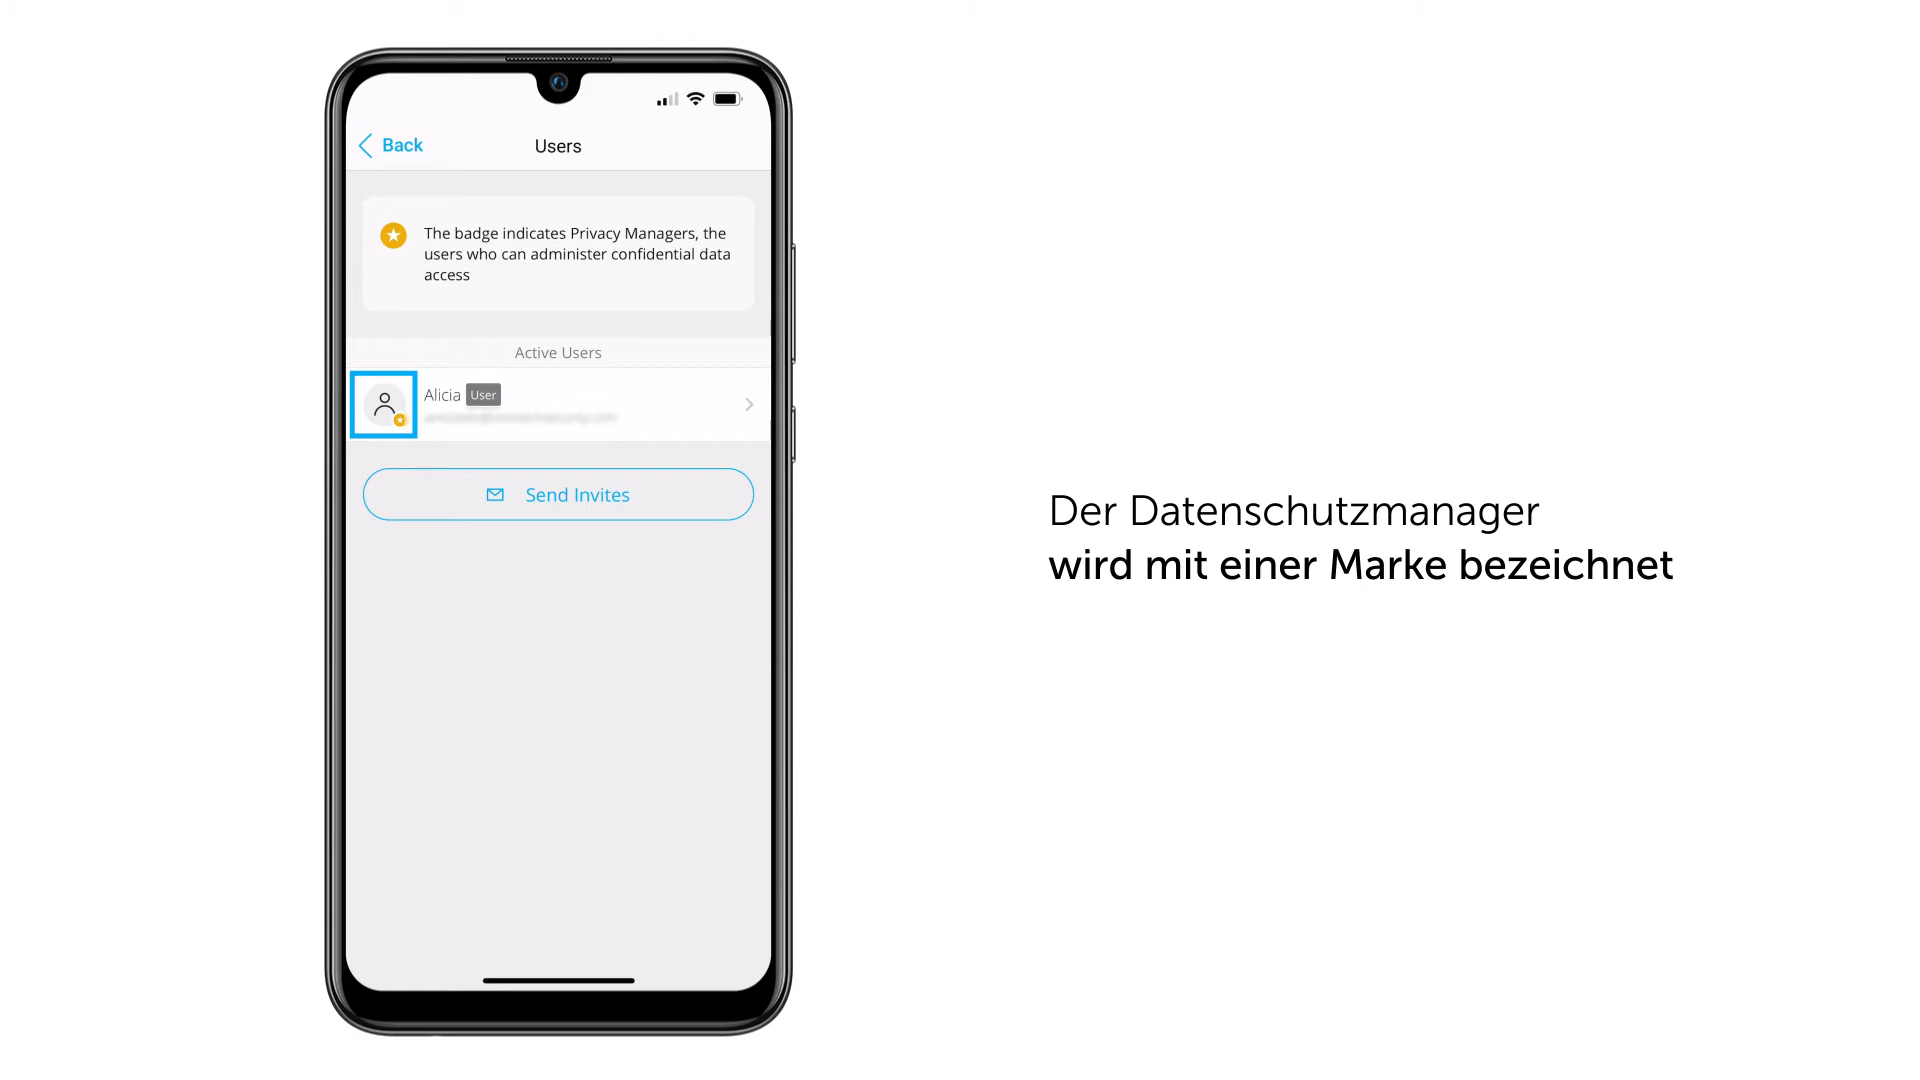 Back
Users
The badge indicates Privacy Managers, the
users who can administer confidential data
access
Active Users
Alicia User
Send Invites
Der Datenschutzmanager
wird mit einer Marke bezeichnet